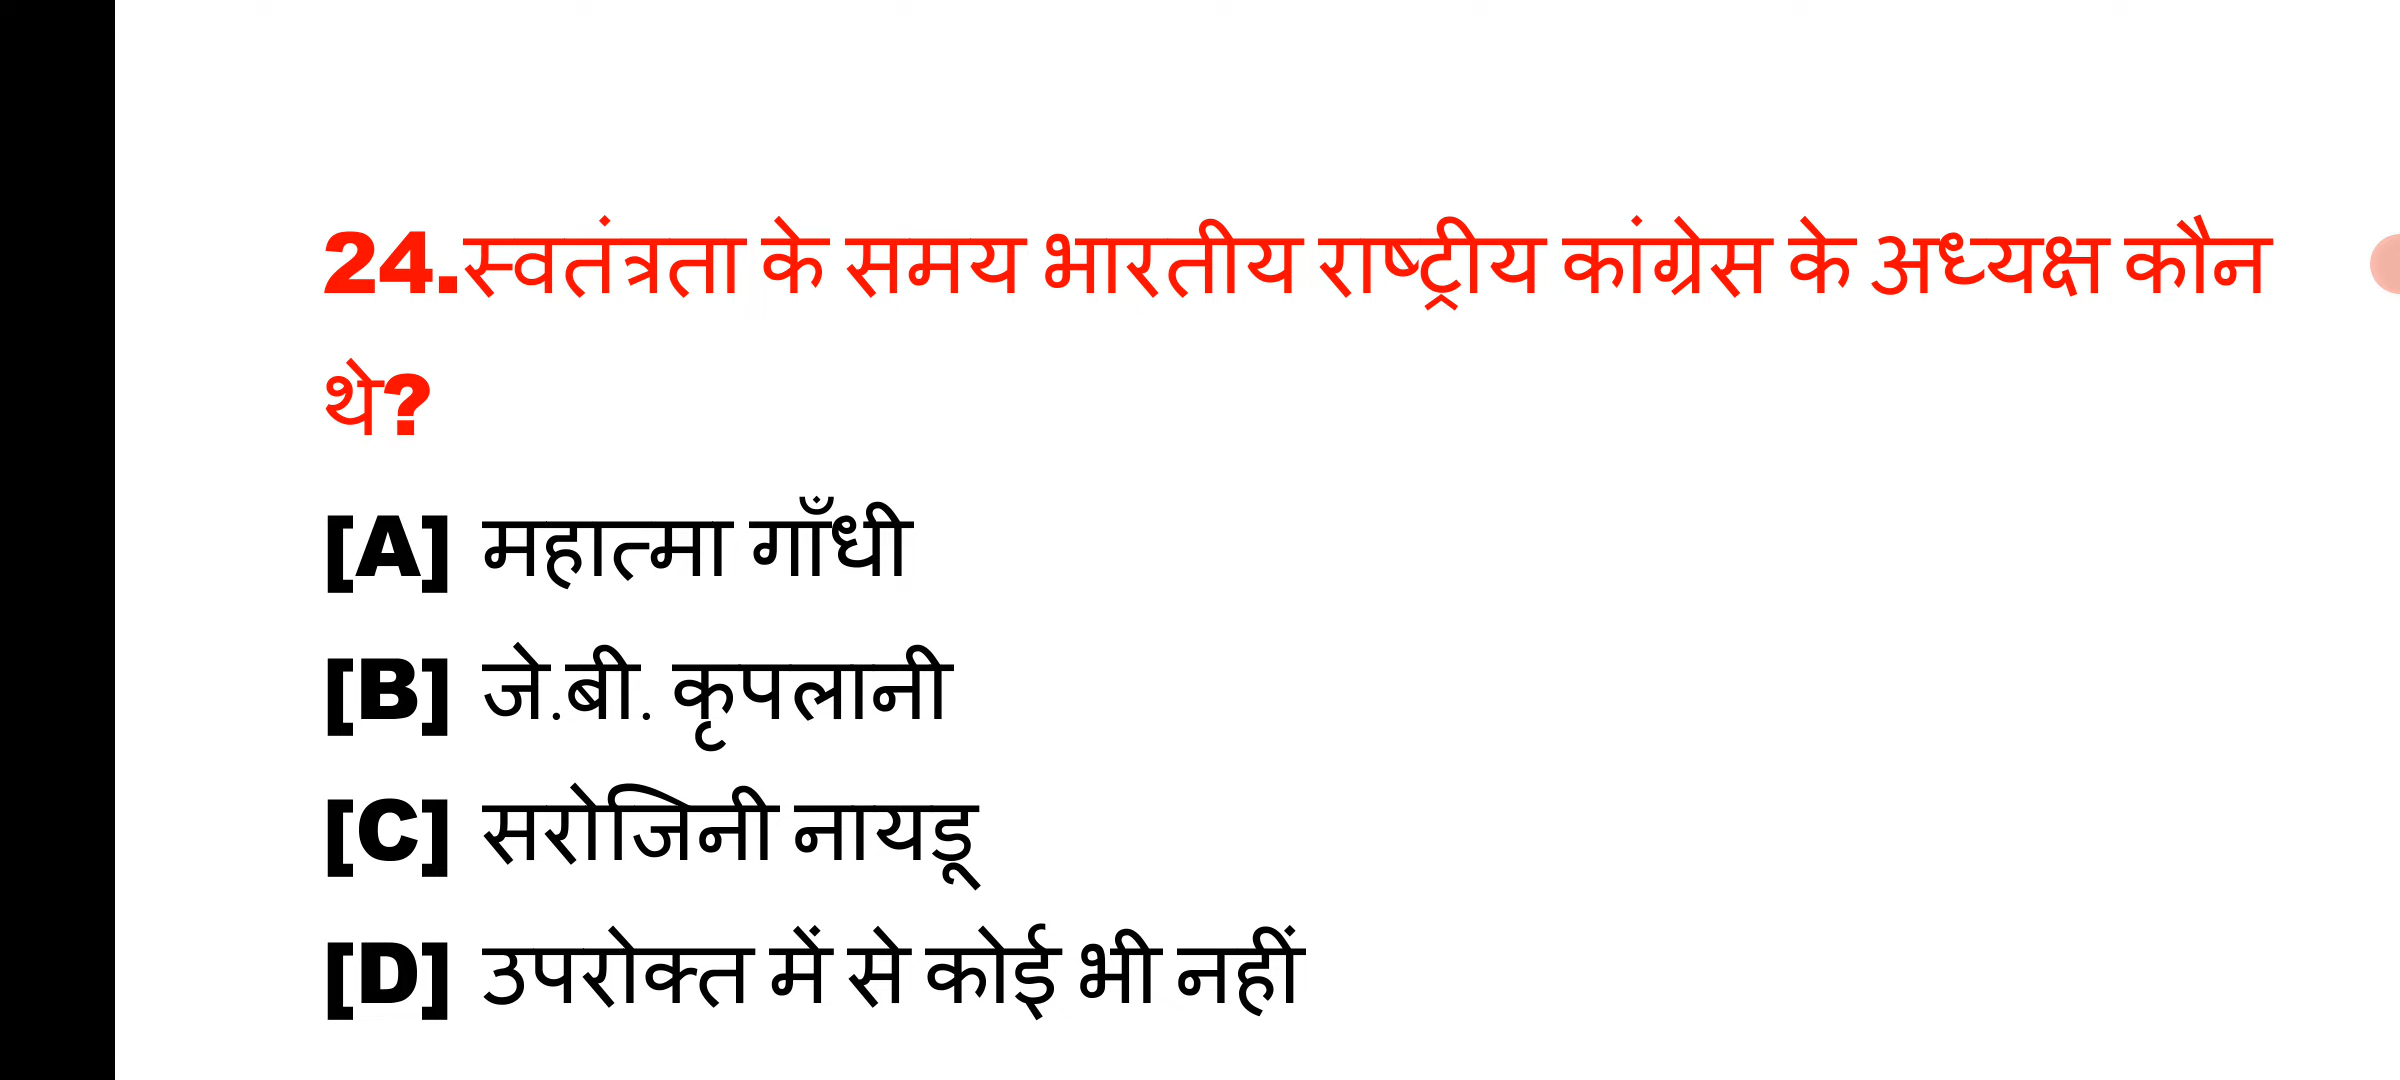 24.स्वतंत्रता के समय भारतीय राष्ट्रीय कांग्रेस के अध्यक्ष कौन
थे?
[A] महात्मा गाँधी
[B] जे.बी. कृपलानी
[C] सरोजिनी नायडू
[D] उपरोक्त में से कोई भी नहीं